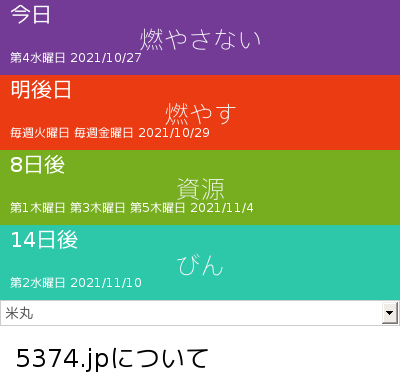 今日
燃やさない
第4水曜日 2021/10/27
明後日
燃やす
毎週火曜日 毎週金曜日 2021/10/29
8日後
資源
第1木曜日 第3木曜日 第5木曜日 2021/11/4
14日後
びん
第2水曜日 2021/11/10
米丸
5374.jpについて